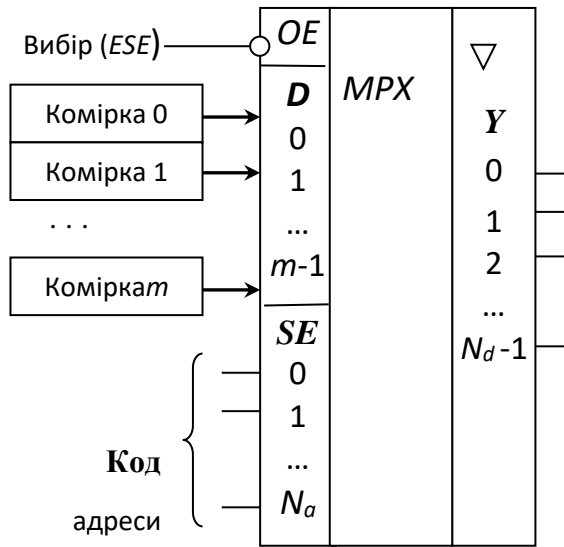 Вибір (ESE)
Комірка 0
Комірка 1
. . .
Коміркаm
Код
адреси
OE
D
0
1
...
m-1
SE
0
1
...
Na
MPX
▽
Y
0
1
2
...
Nd-1